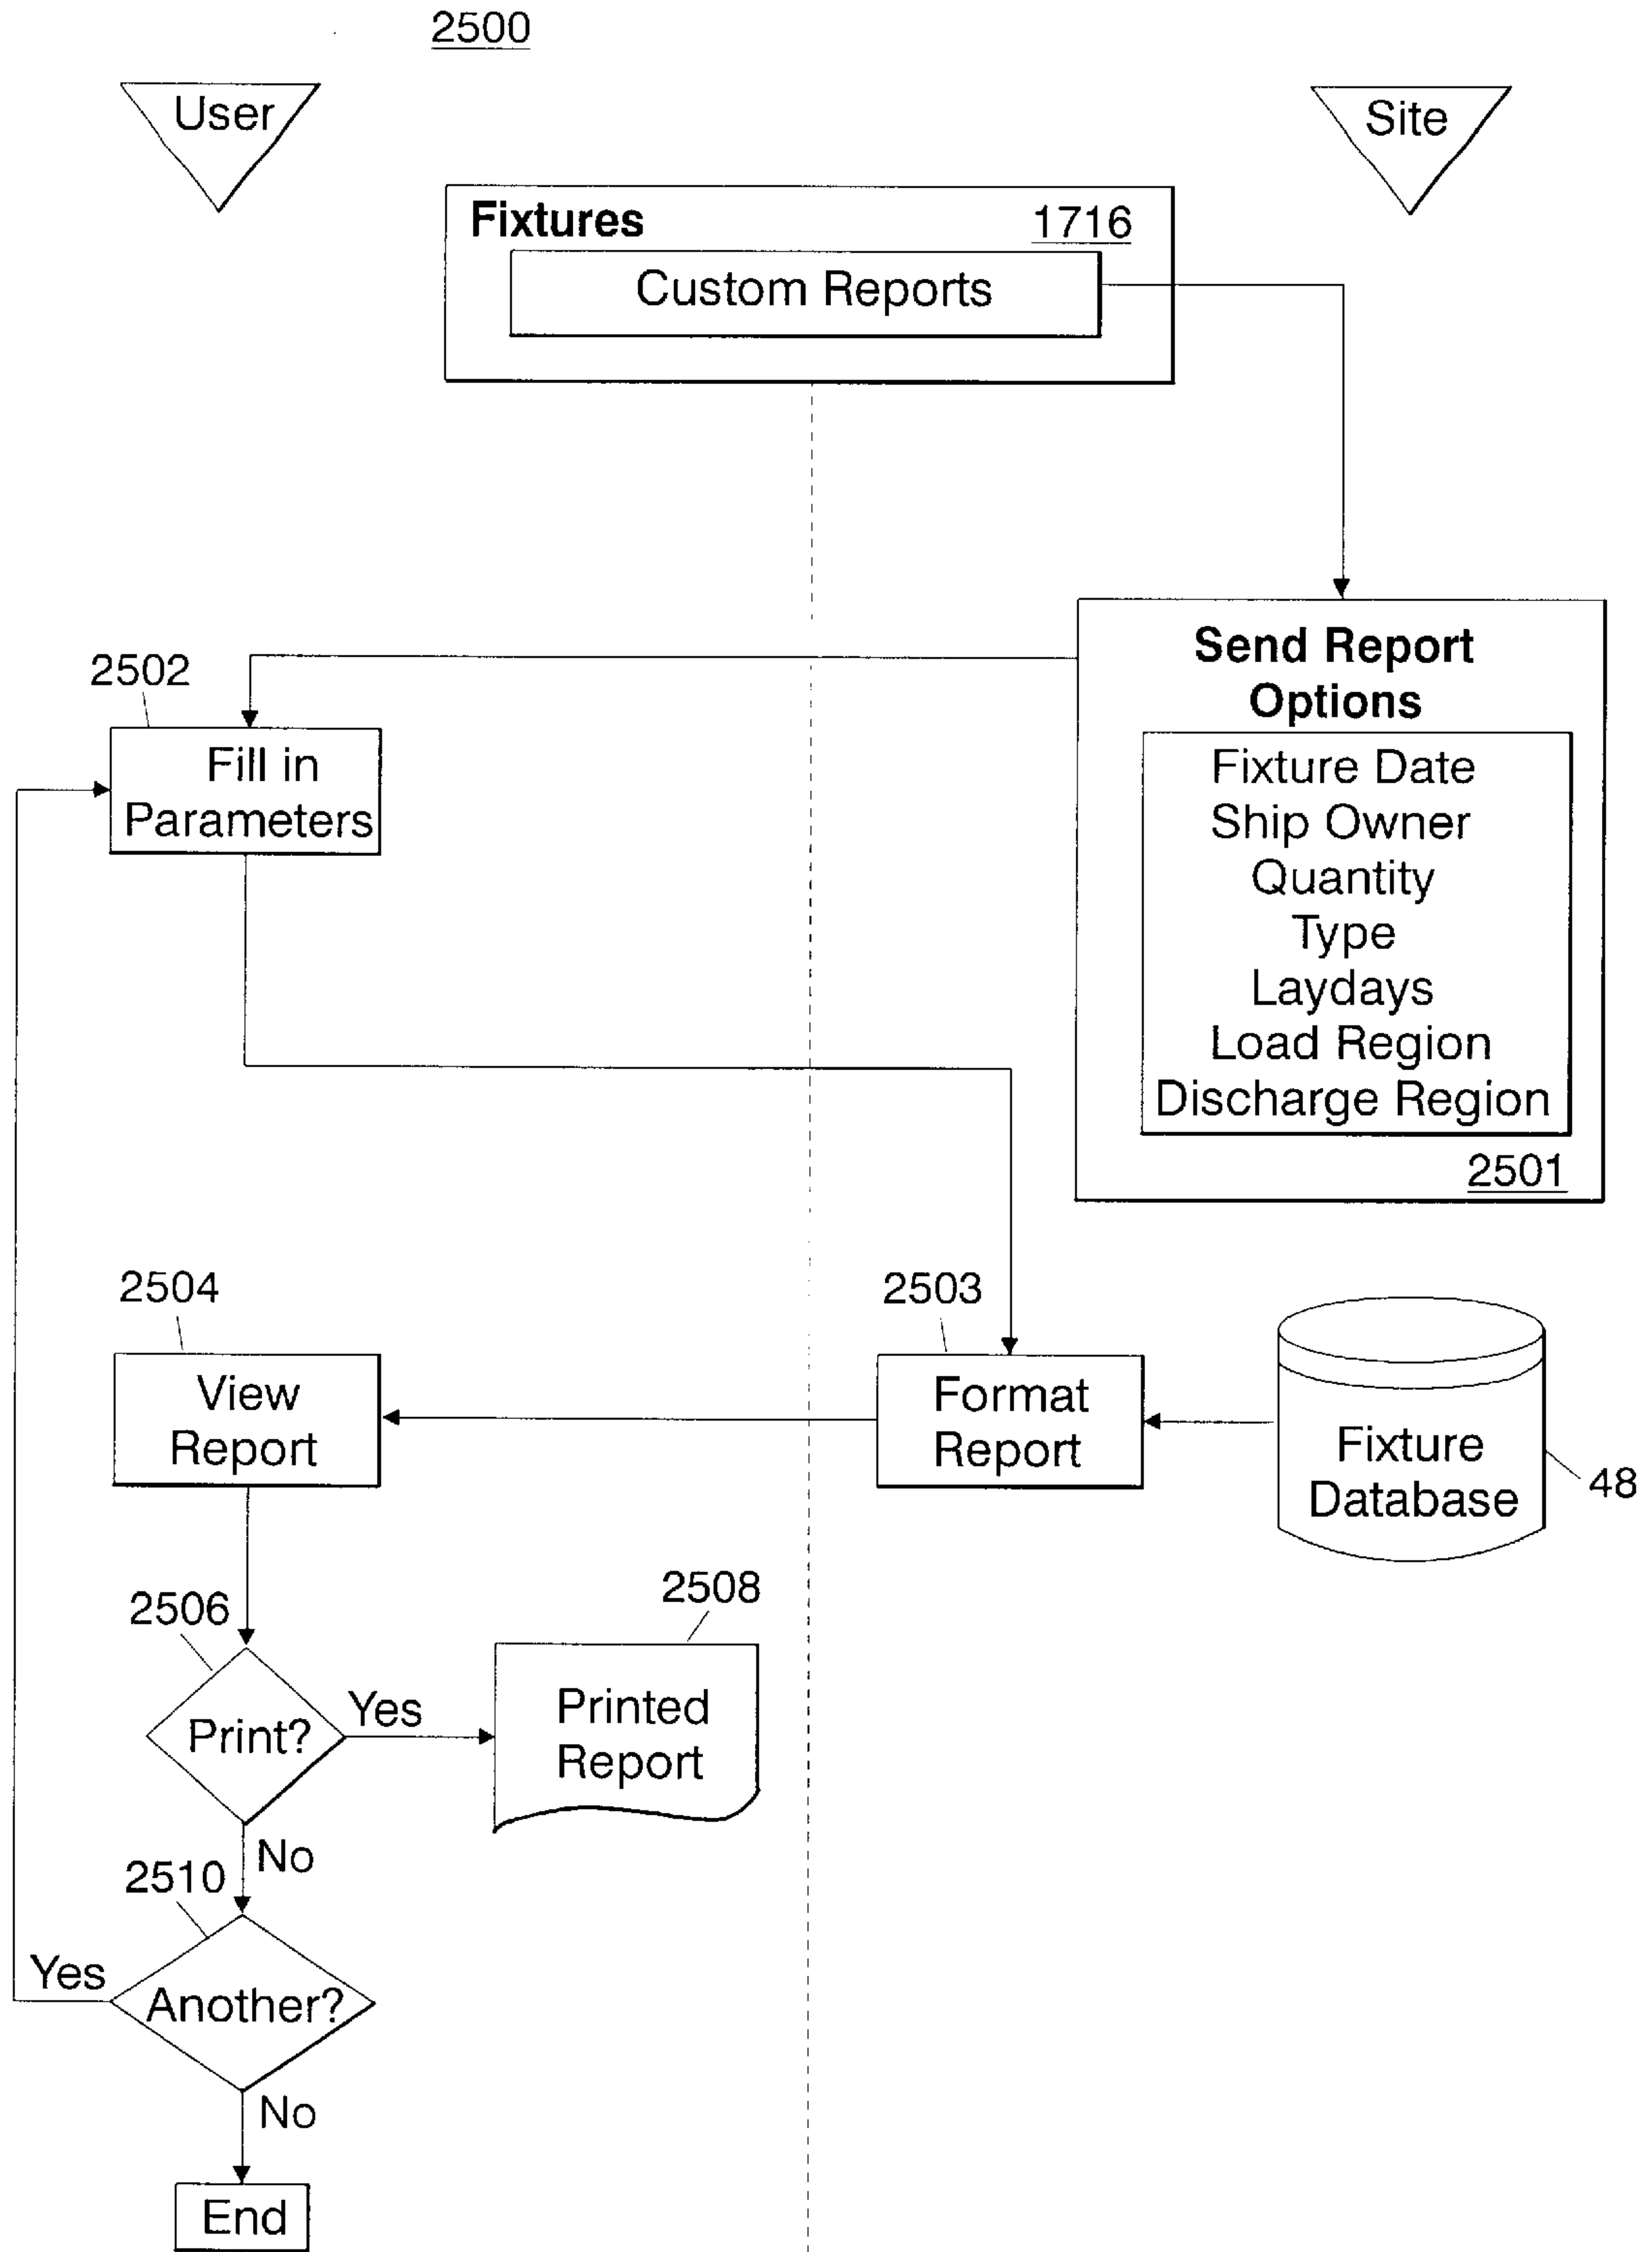 2500
User
Site
Fixtures
1716
Custom Reports
Send Report
Options
Fixture Date
Ship Owner
Quantity
Type
Laydays
Load Region
Discharge Region
2501
2502
Fill in
Parameters
2504
View
Report
2503
Format
Report
Fixture
Database
48
2506
Print?
Yes
2508
Printed
Report
No
2510
Another?
Yes
No
End